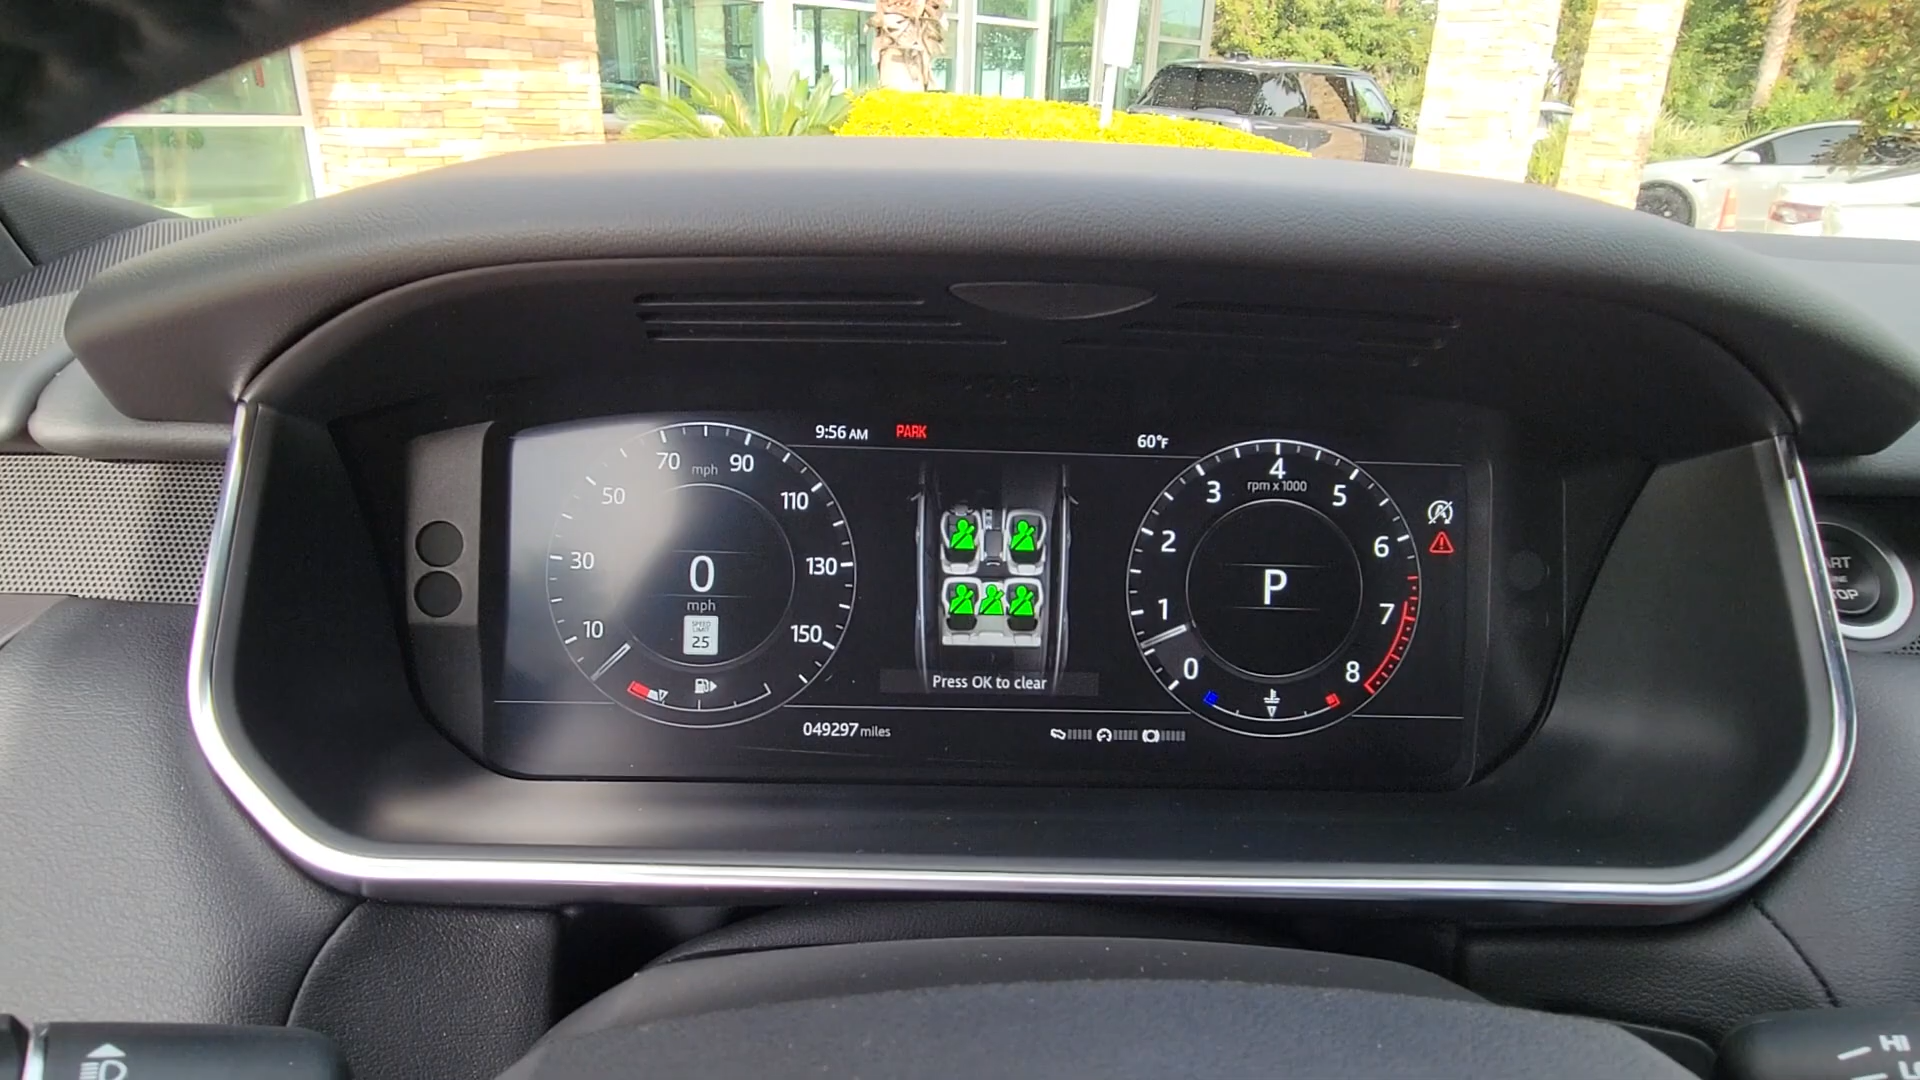 9:56 AM PARK
60°F
70 mph 90
50
110
30
130
10
150
0
mph
SPEED
LIMIT
25
4
rpm x 1000
3
5
2
6
1
7
0
8
P
Press OK to clear
049297 miles
HI